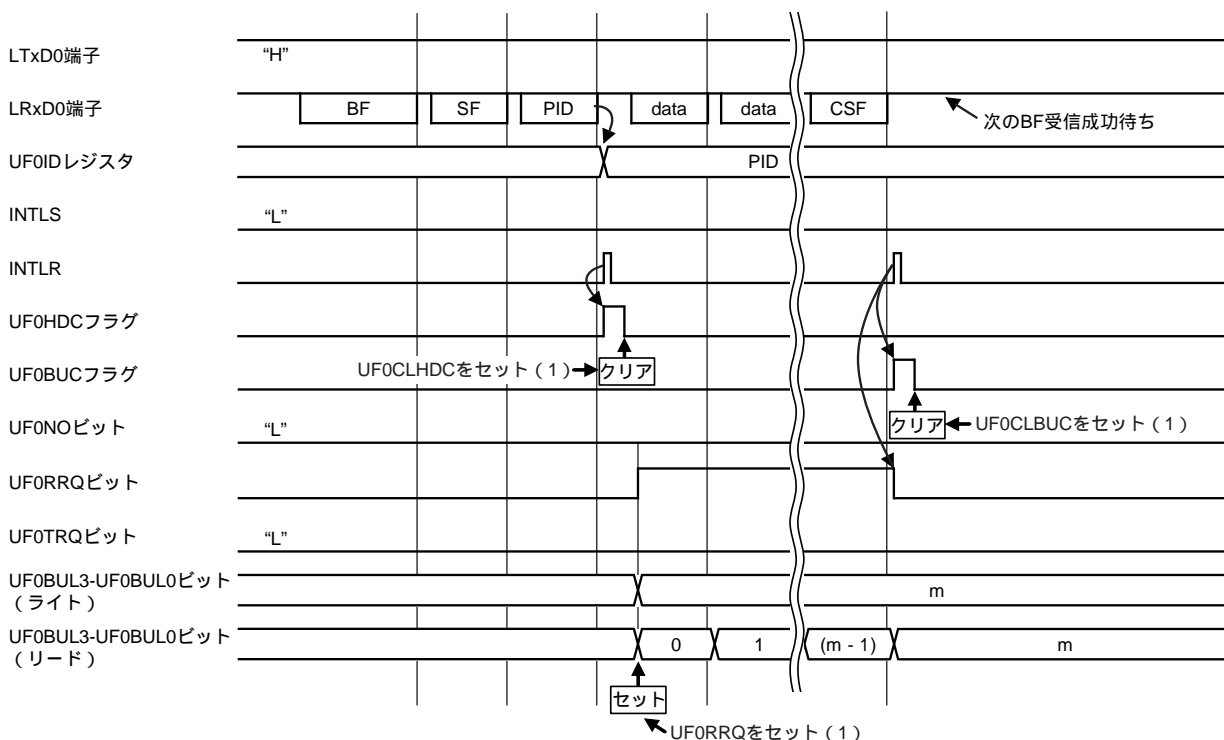 LTxD0端子 “H”
LRxD0端子 BF SF PID data data CSF
次のBF受信成功待ち
UF0IDレジスタ PID
INTLS “L”
INTLR
UF0HDCフラグ
UF0CLHDCをセット（1） クリア
UF0BUCフラグ
クリア UF0CLBUCをセット（1）
UF0NOビット “L”
UF0RRQビット
UF0TRQビット “L”
UF0BUL3-UF0BUL0ビット
（ライト） m
UF0BUL3-UF0BUL0ビット
（リード） 0 1 (m - 1) m
セット
UF0RRQをセット（1）